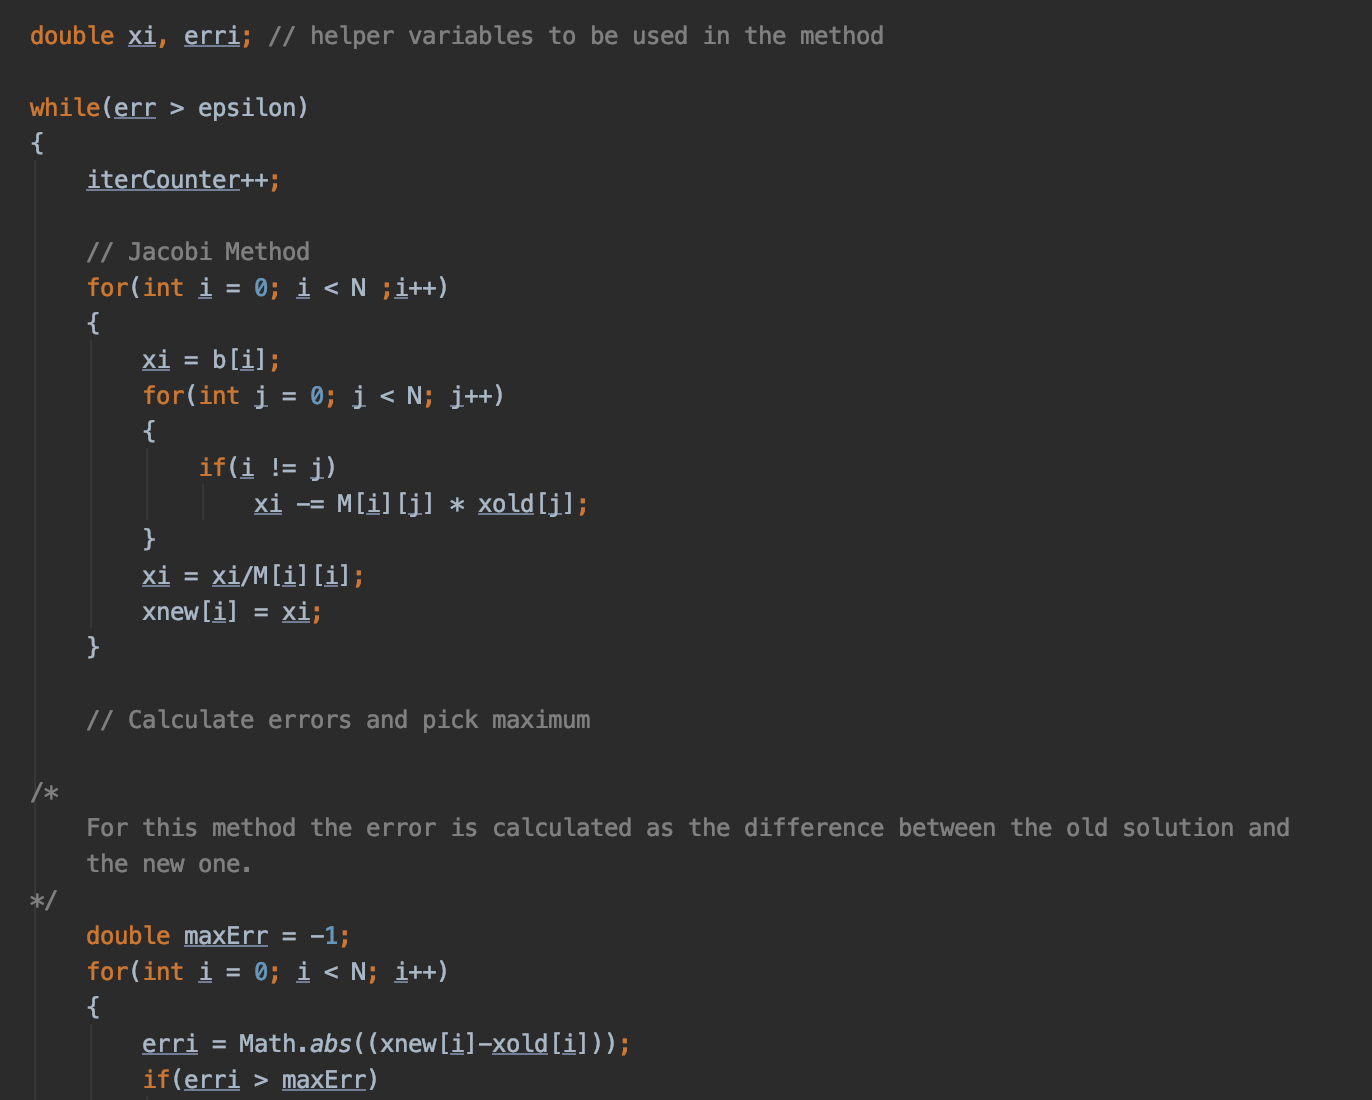 double xi, erri; // helper variables to be used in the method
while(err > epsilon)
{
iterCounter++;
// Jacobi Method
for(int i = 0; i < N ;i++)
{
xi = b[i];
for(int j = 0; j < N; j++)
{
if(i != j)
xi -= M[i][j] * xold[j];
}
xi = xi/M[i][i];
xnew[i] = xi;
}
// Calculate errors and pick maximum
/*
For this method the error is calculated as the difference between the old solution and
the new one.
*/
double maxErr = -1;
for(int i = 0; i < N; i++)
{
erri = Math.abs((xnew[i]-xold[i]));
if(erri > maxErr)